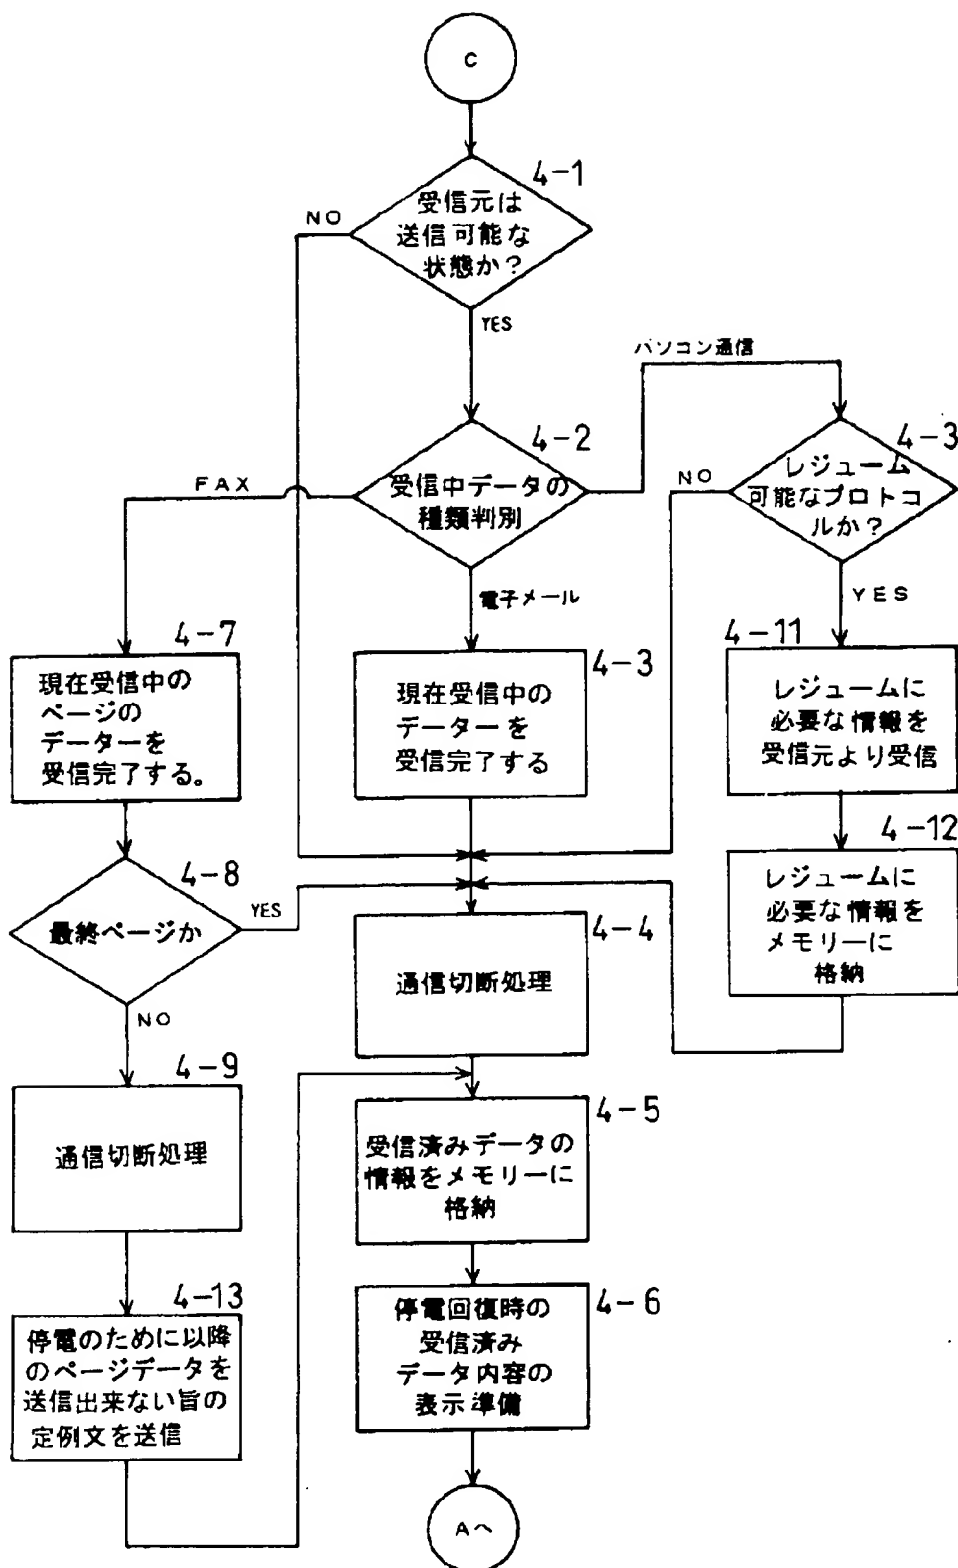 C
4-1
受信元は
送信可能な
状態か？
NO
YES
パソコン通信
4-2
受信中データの
種類判別
FAX
電子メール
4-3
レジューム
可能なプロトコ
ルか？
NO
YES
4-7
現在受信中の
ページの
データーを
受信完了する。
4-3
現在受信中の
データーを
受信完了する
4-11
レジュームに
必要な情報を
受信元より受信
4-12
レジュームに
必要な情報を
メモリーに
格納
4-8
最終ページか
YES
NO
4-4
通信切断処理
4-9
通信切断処理
4-5
受信済みデータの
情報をメモリーに
格納
4-13
停電のために以降
のページデータを
送信出来ない旨の
定例文を送信
4-6
停電回復時の
受信済み
データ内容の
表示準備
Aへ